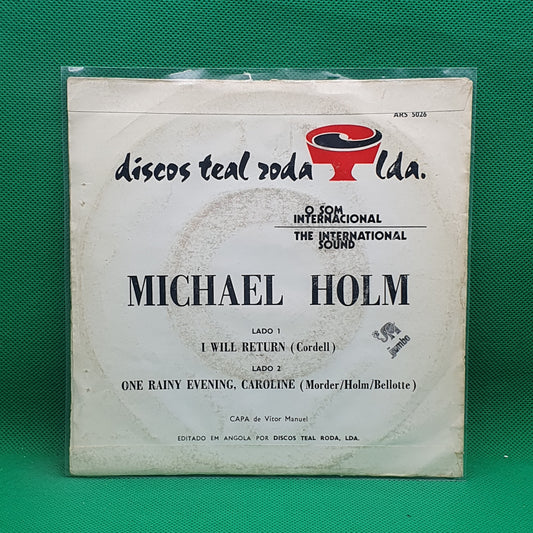 ARS 5026
discos teal roda lda.
O SOM
INTERNACIONAL
THE INTERNATIONAL
SOUND
MICHAEL HOLM
LADO 1
I WILL RETURN (Cordell)
jumbo
LADO 2
ONE RAINY EVENING, CAROLINE (Morder/Holm/Bellotte)
CAPA de Vítor Manuel
EDITADO EM ANGOLA POR DISCOS TEAL RODA, LDA.